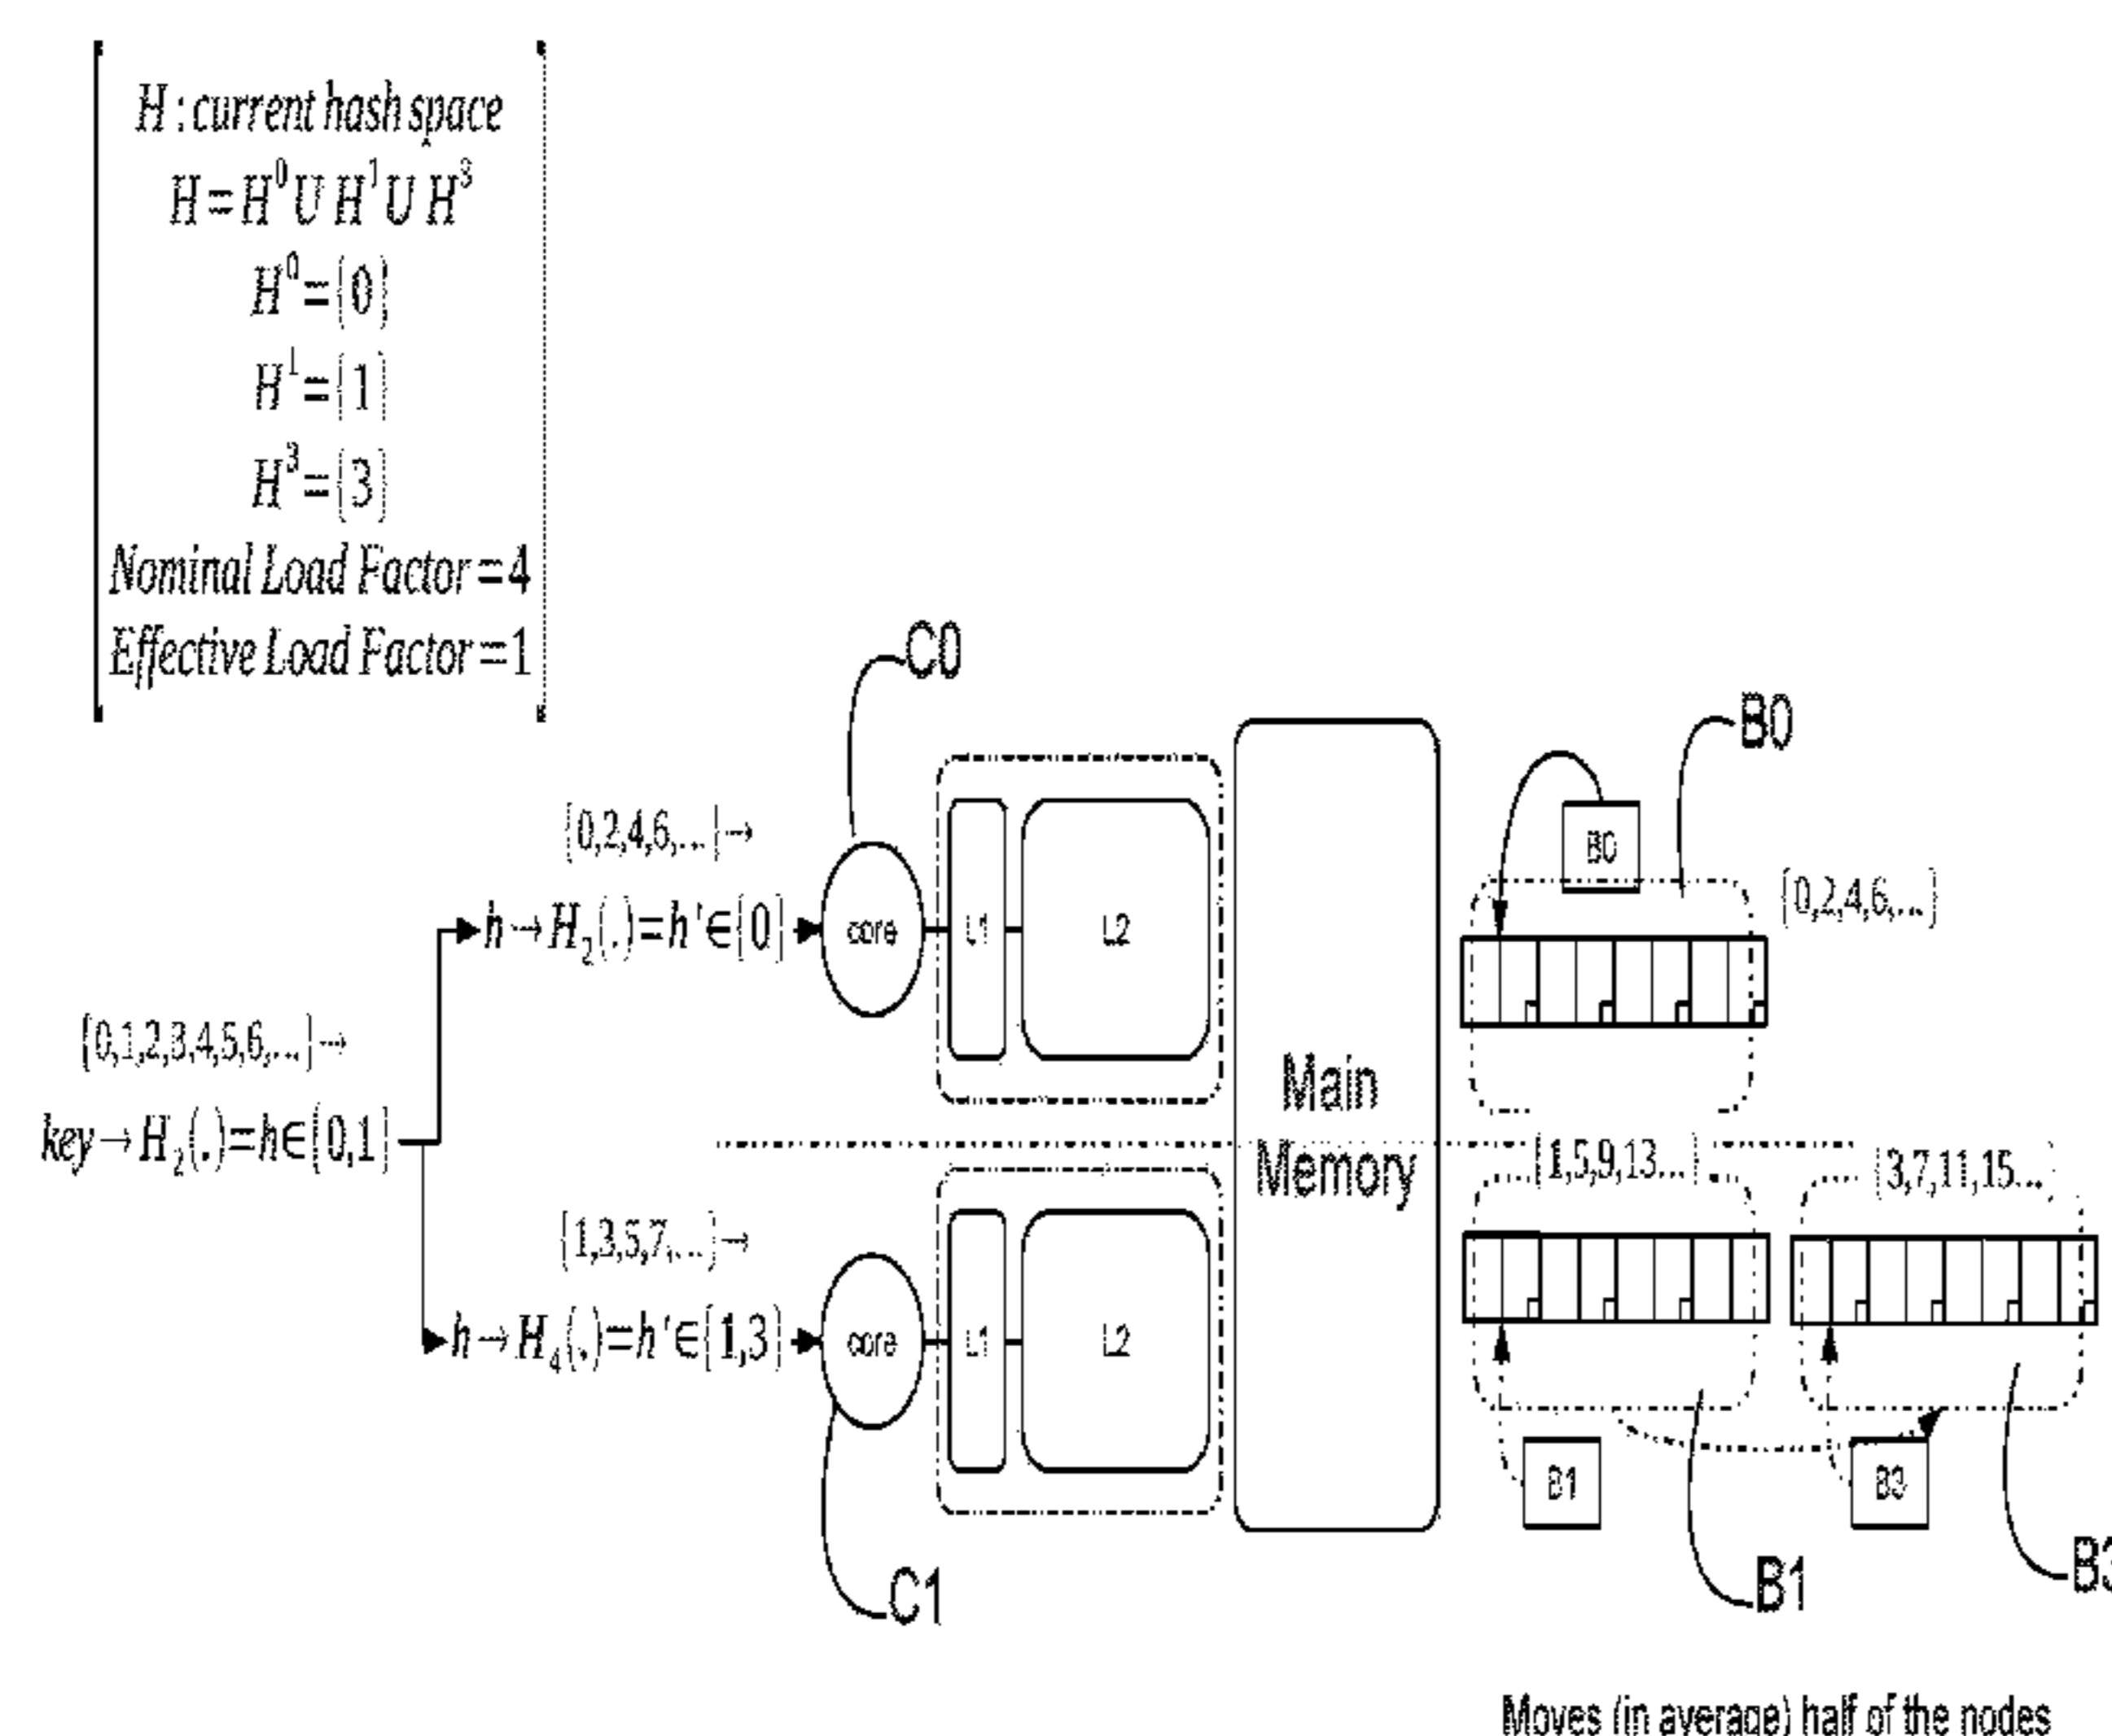 H : current hash space
H = H⁰ U H¹ U H³
H⁰ = {0}
H¹ = {1}
H³ = {3}
Nominal Load Factor = 4
Effective Load Factor = 1
C0
B0
{0,2,4,6,...} →
B0
{0,2,4,6,...}
h → H₂(.) = h' ∈ {0}
core
L1
L2
{0,1,2,3,4,5,6,...} →
key → H₂(.) = h ∈ {0,1}
Main
Memory
{1,5,9,13...}
{3,7,11,15...}
{1,3,5,7,...} →
h → H₄(.) = h' ∈ {1,3}
core
L1
L2
B1
B3
C1
B1
B3
Moves (in average) half of the nodes